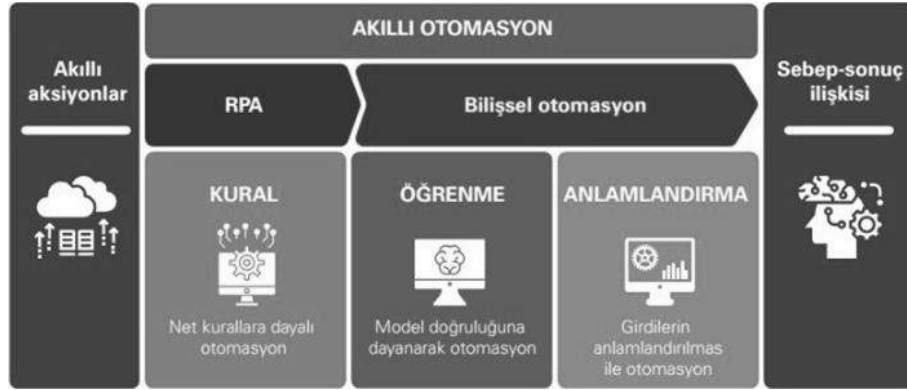 Akıllı
aksiyonlar
AKILLI OTOMASYON
RPA
Bilişsel otomasyon
KURAL
Net kurallara dayalı
otomasyon
ÖĞRENME
Model doğruluğuna
dayanarak otomasyon
ANLAMLANDIRMA
Girdilerin
anlamlandırılmas
ile otomasyon
Sebep-sonuç
ilişkisi